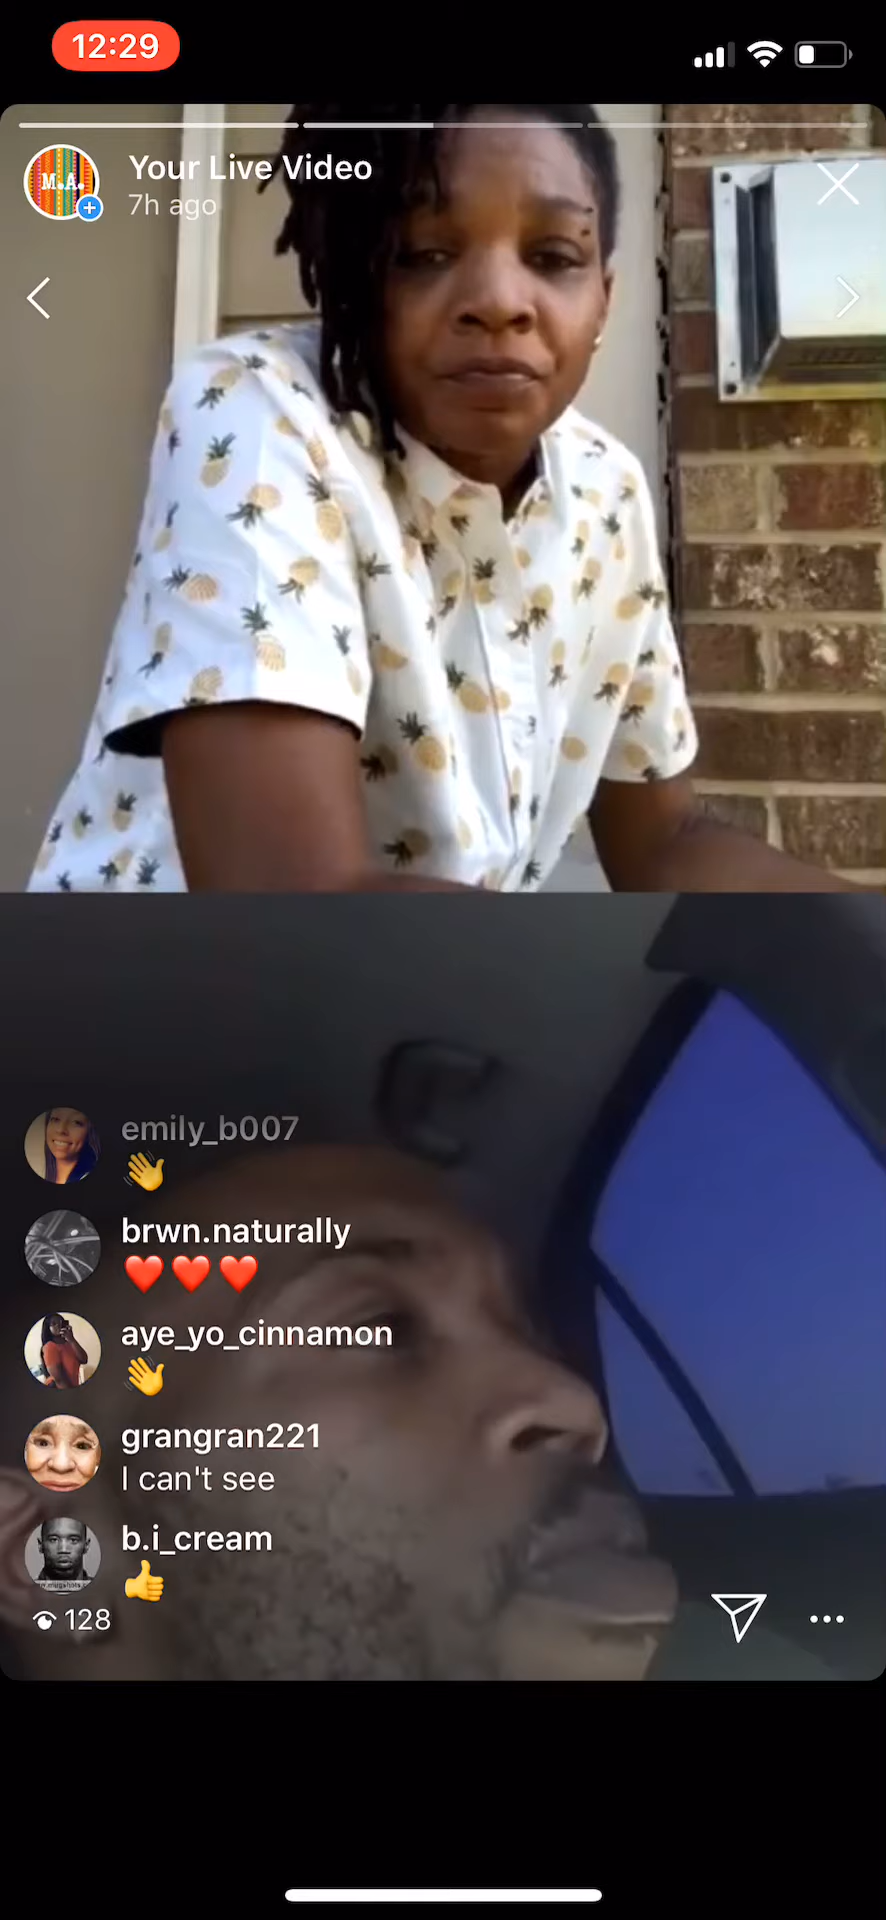 12:29
M.A.
Your Live Video
7h ago
emily_b007
👋
brwn.naturally
❤️❤️❤️
aye_yo_cinnamon
👋
grangran221
I can't see
b.i_cream
👍
128